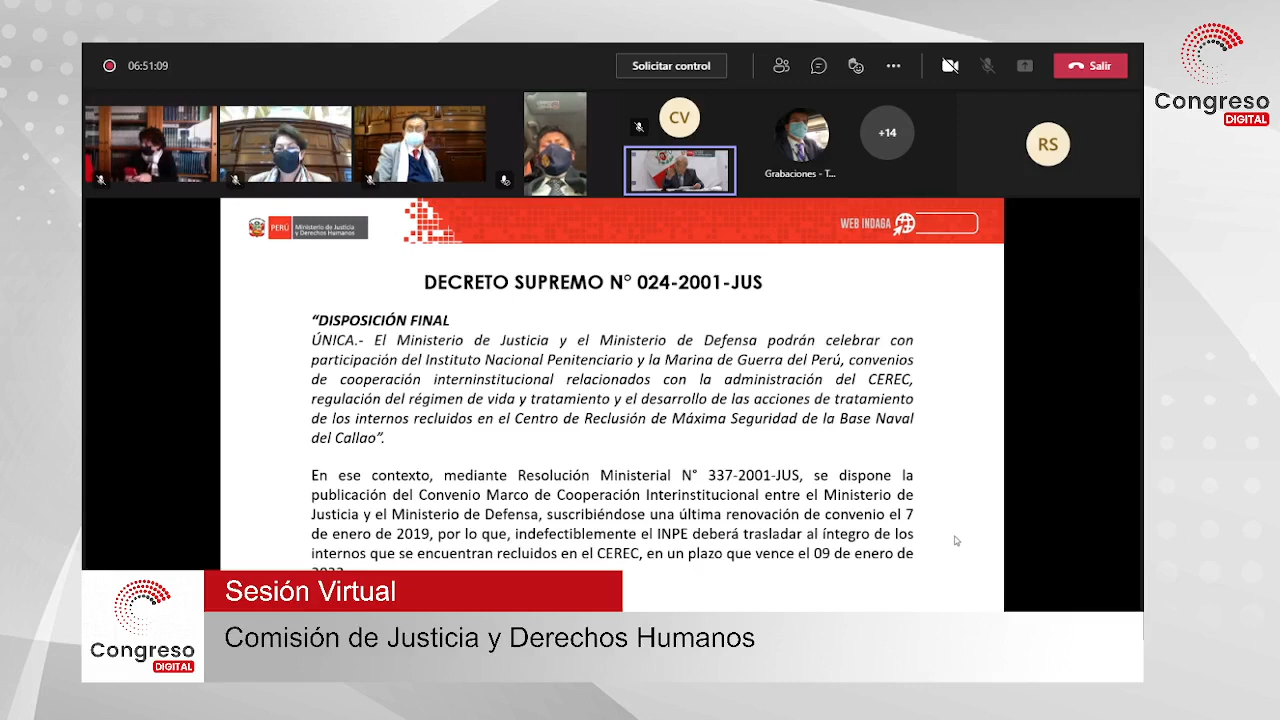 06:51:09
Solicitar control
Salir
Congreso
DIGITAL
CV
+14
RS
Grabaciones - T...
PERÚ
Ministerio de Justicia
y Derechos Humanos
WEB INDAGA
DECRETO SUPREMO N° 024-2001-JUS
“DISPOSICIÓN FINAL
ÚNICA.- El Ministerio de Justicia y el Ministerio de Defensa podrán celebrar con
participación del Instituto Nacional Penitenciario y la Marina de Guerra del Perú, convenios
de cooperación interninstitucional relacionados con la administración del CEREC,
regulación del régimen de vida y tratamiento y el desarrollo de las acciones de tratamiento
de los internos recluidos en el Centro de Reclusión de Máxima Seguridad de la Base Naval
del Callao”.
En ese contexto, mediante Resolución Ministerial N° 337-2001-JUS, se dispone la
publicación del Convenio Marco de Cooperación Interinstitucional entre el Ministerio de
Justicia y el Ministerio de Defensa, suscribiéndose una última renovación de convenio el 7
de enero de 2019, por lo que, indefectiblemente el INPE deberá trasladar al íntegro de los
internos que se encuentran recluidos en el CEREC, en un plazo que vence el 09 de enero de
Sesión Virtual
Comisión de Justicia y Derechos Humanos
Congreso
DIGITAL